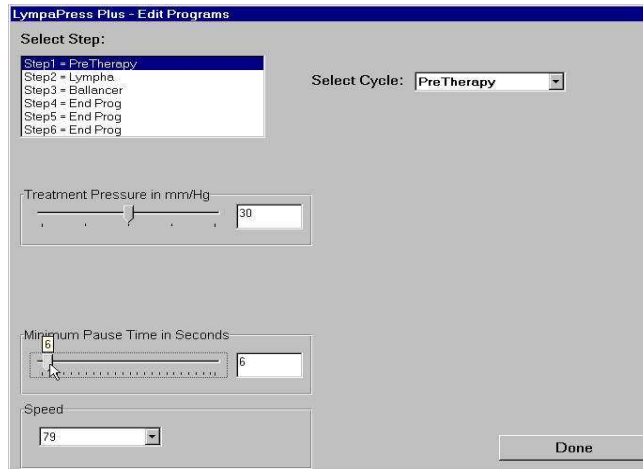 LympaPress Plus - Edit Programs
Select Step:
Step1 = PreTherapy
Step2 = Lympha
Step3 = Ballancer
Step4 = End Prog
Step5 = End Prog
Step6 = End Prog
Select Cycle: PreTherapy
Treatment Pressure in mm/Hg
30
Minimum Pause Time in Seconds
6
6
Speed
79
Done